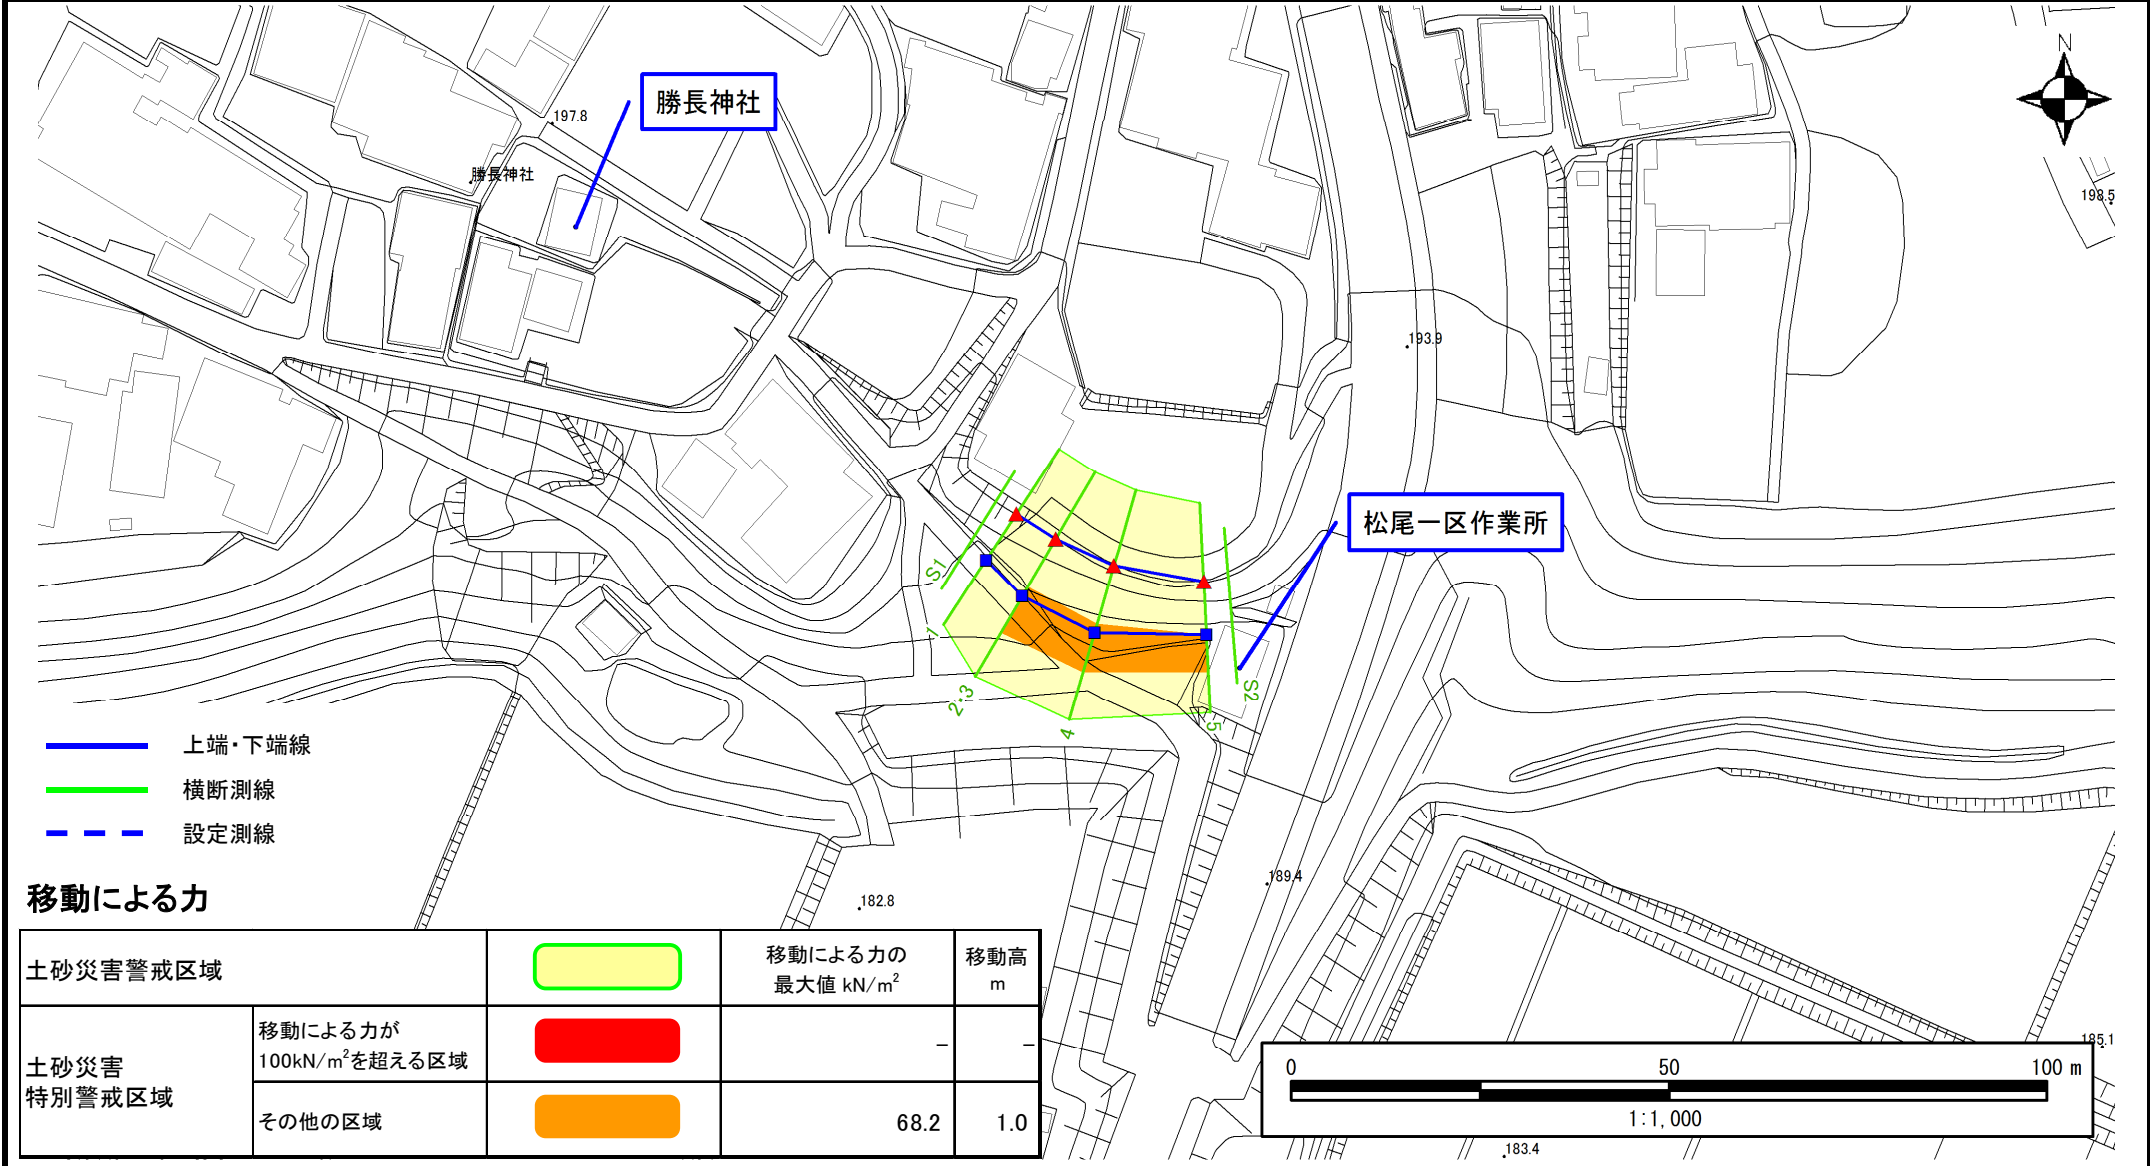 N
勝長神社
197.8
勝長神社
198.5
193.9
松尾一区作業所
S1
1
2・3
4
5
S2
上端・下端線
横断測線
設定測線
189.4
182.8
185.1
183.4
移動による力
土砂災害警戒区域
移動による力の
最大値 kN/m²
移動高
m
土砂災害
特別警戒区域
移動による力が
100kN/m²を超える区域
−
−
その他の区域
68.2
1.0
0
50
100 m
1:1,000